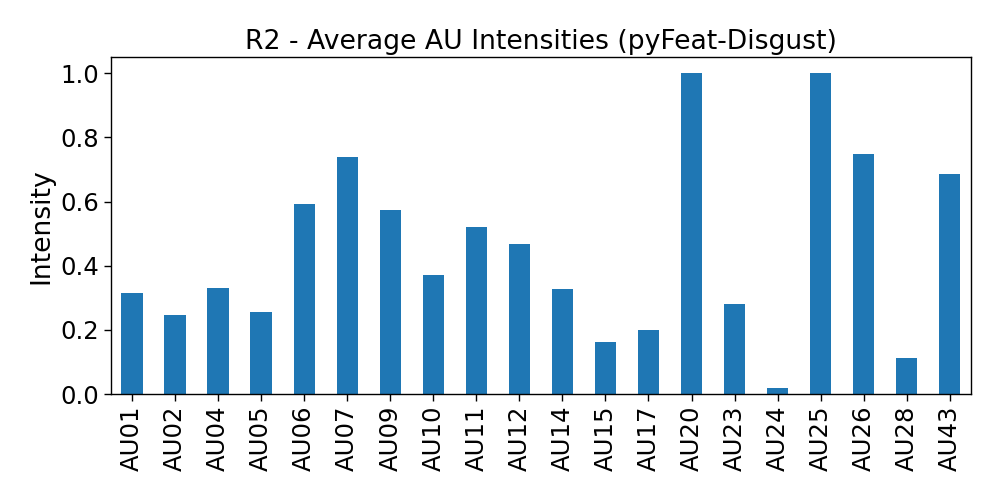 R2 - Average AU Intensities (pyFeat-Disgust)
Intensity
1.0
0.8
0.6
0.4
0.2
0.0
AU01
AU02
AU04
AU05
AU06
AU07
AU09
AU10
AU11
AU12
AU14
AU15
AU17
AU20
AU23
AU24
AU25
AU26
AU28
AU43